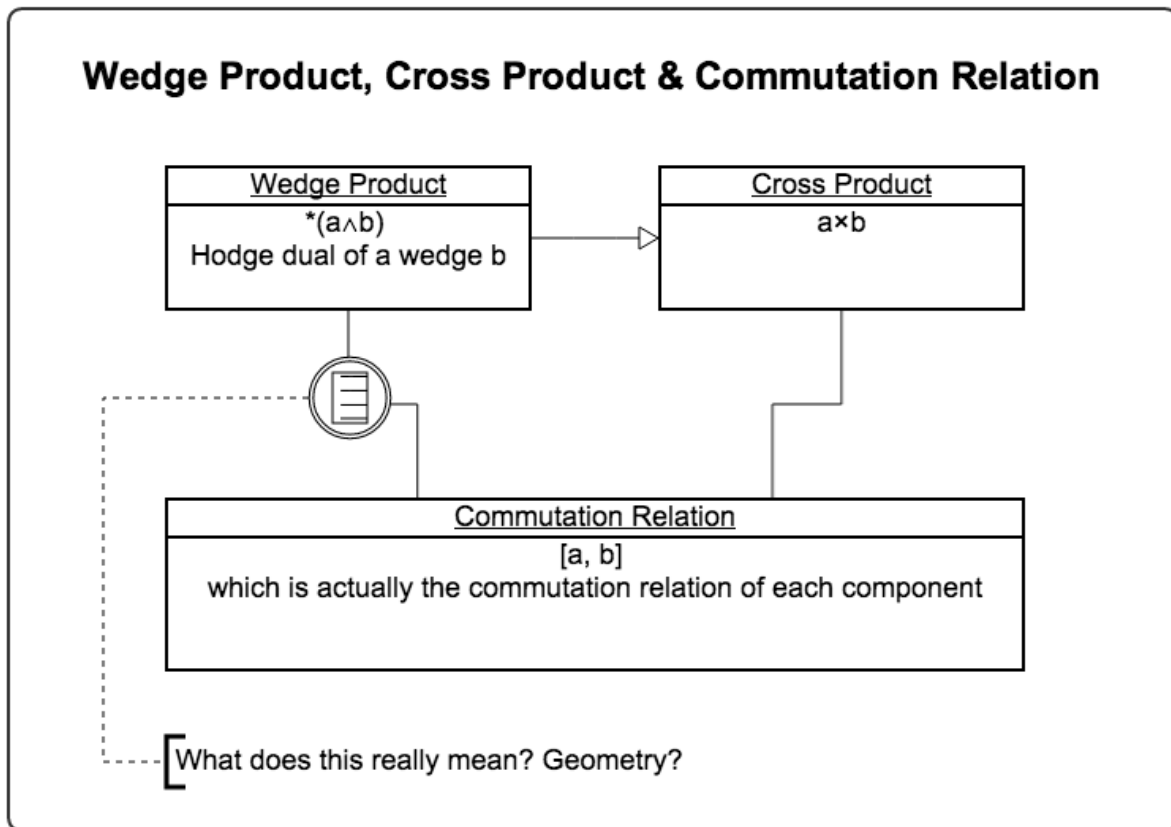 Wedge Product, Cross Product & Commutation Relation
Wedge Product
*(a∧b)
Hodge dual of a wedge b
Cross Product
a×b
Commutation Relation
[a, b]
which is actually the commutation relation of each component
What does this really mean? Geometry?